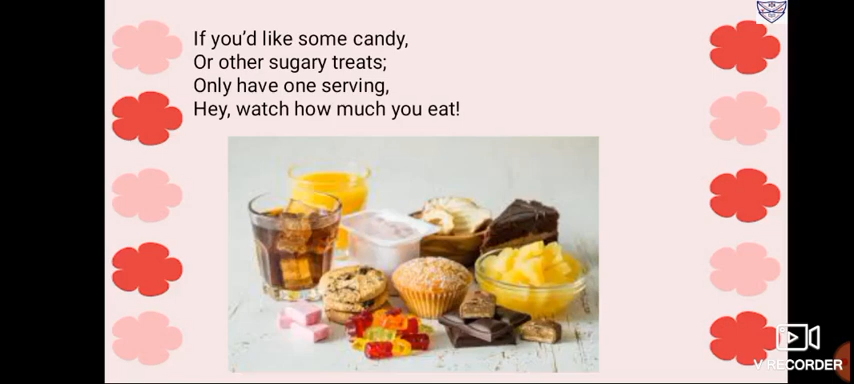 If you’d like some candy,
Or other sugary treats;
Only have one serving,
Hey, watch how much you eat!
V RECORDER